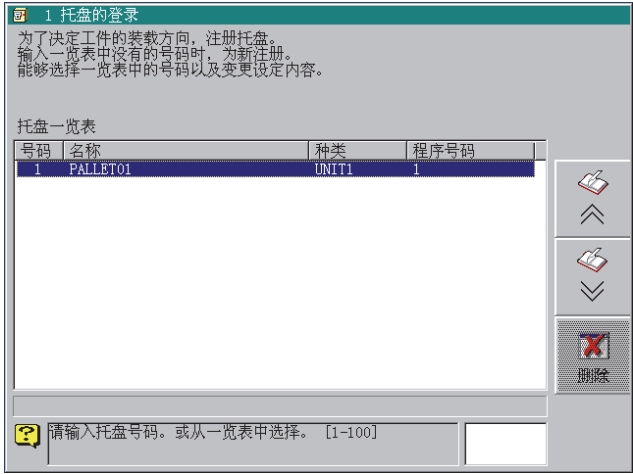 1 托盘的登录
为了决定工件的装载方向，注册托盘。
输入一览表中没有的号码时，为新注册。
能够选择一览表中的号码以及变更设定内容。
托盘一览表
号码 名称 种类 程序号码
1 PALLET01 UNIT1 1
删除
请输入托盘号码。或从一览表中选择。 [1-100]